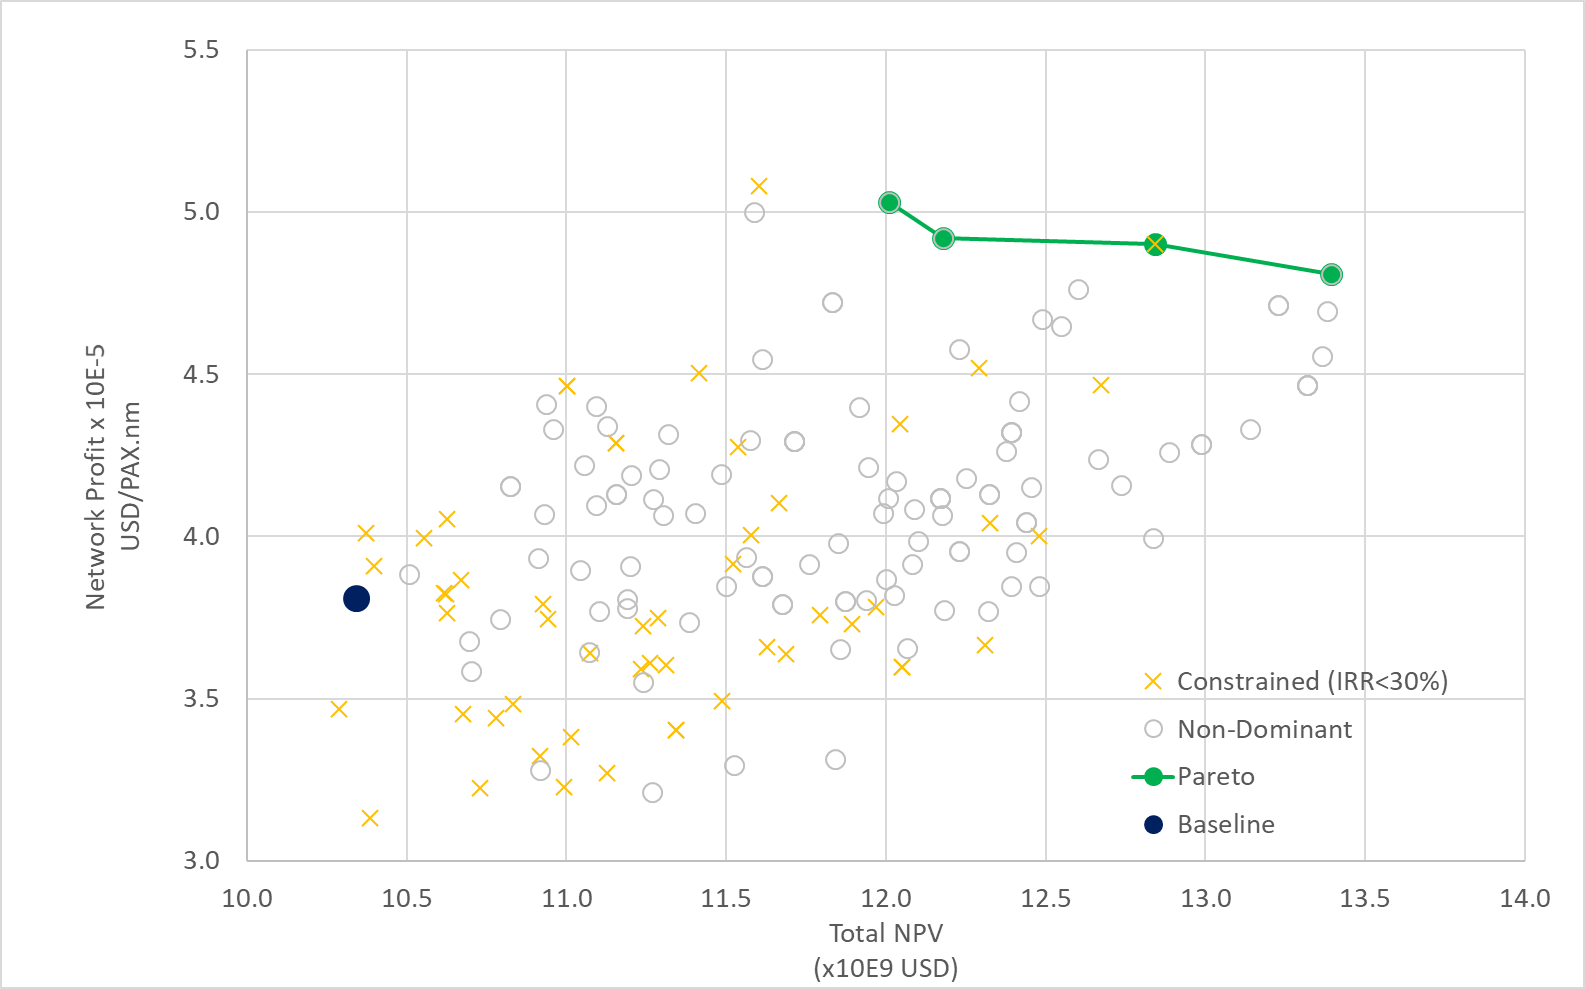 5.5
5.0
4.5
4.0
3.5
3.0
Network Profit x 10E-5
USD/PAX.nm
Constrained (IRR<30%)
Non-Dominant
Pareto
Baseline
10.0 10.5 11.0 11.5 12.0 12.5 13.0 13.5 14.0
Total NPV
(x10E9 USD)